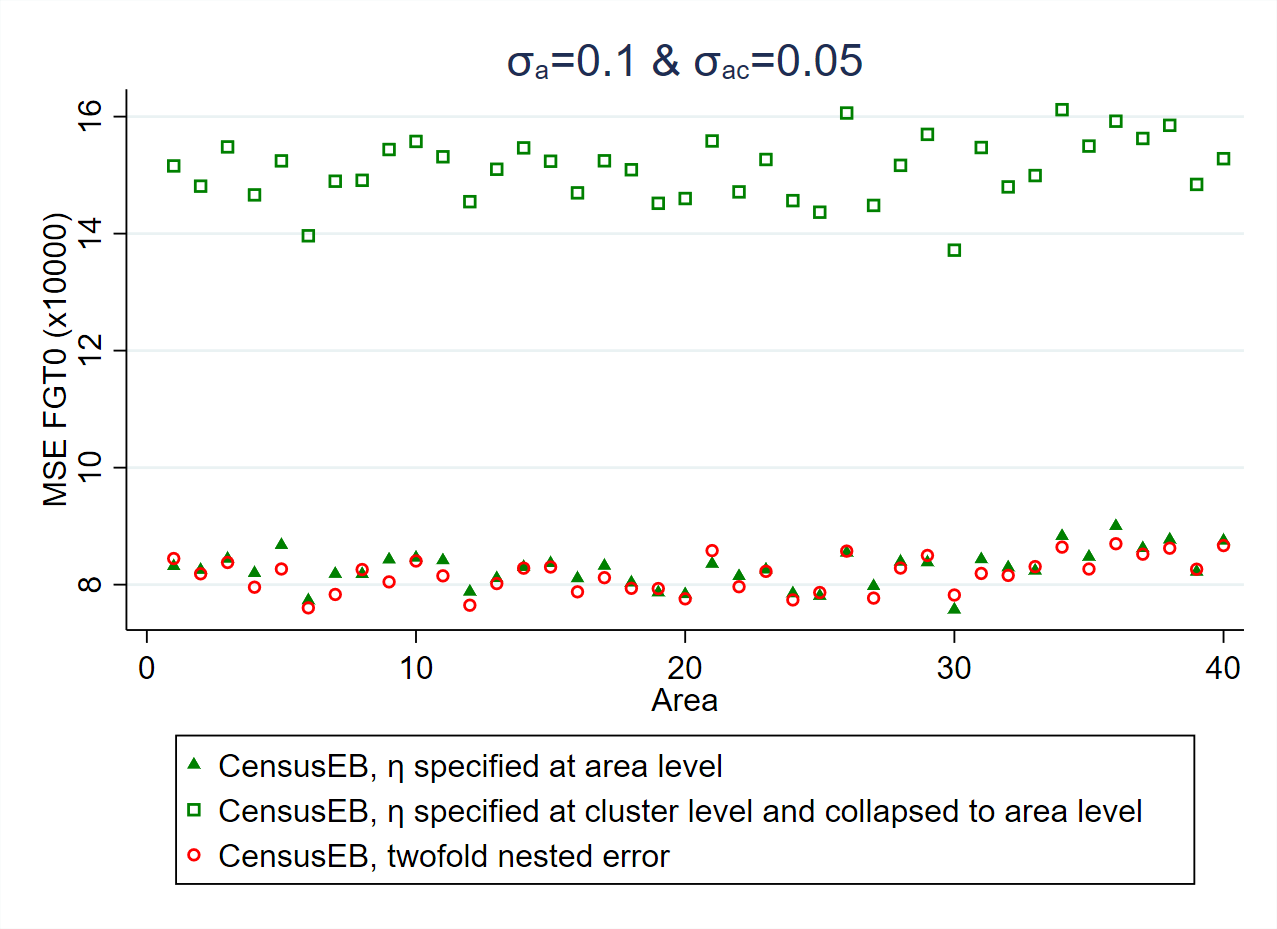 σₐ=0.1 & σₐ꜀=0.05
MSE FGT0 (x10000)
16
14
12
10
8
0 10 20 30 40
Area
CensusEB, η specified at area level
CensusEB, η specified at cluster level and collapsed to area level
CensusEB, twofold nested error